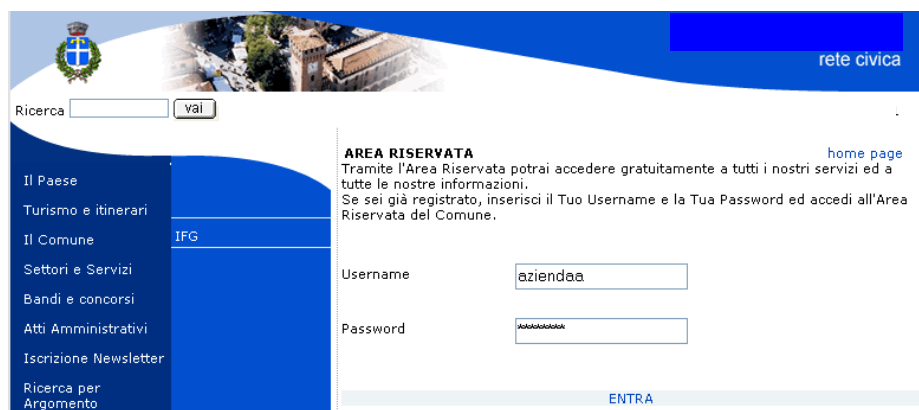 rete civica
Ricerca
vai
Il Paese
Turismo e itinerari
Il Comune
Settori e Servizi
Bandi e concorsi
Atti Amministrativi
Iscrizione Newsletter
Ricerca per
Argomento
IFG
AREA RISERVATA
home page
Tramite l'Area Riservata potrai accedere gratuitamente a tutti i nostri servizi ed a
tutte le nostre informazioni.
Se sei già registrato, inserisci il Tuo Username e la Tua Password ed accedi all'Area
Riservata del Comune.
Username
aziendaa
Password
*********
ENTRA